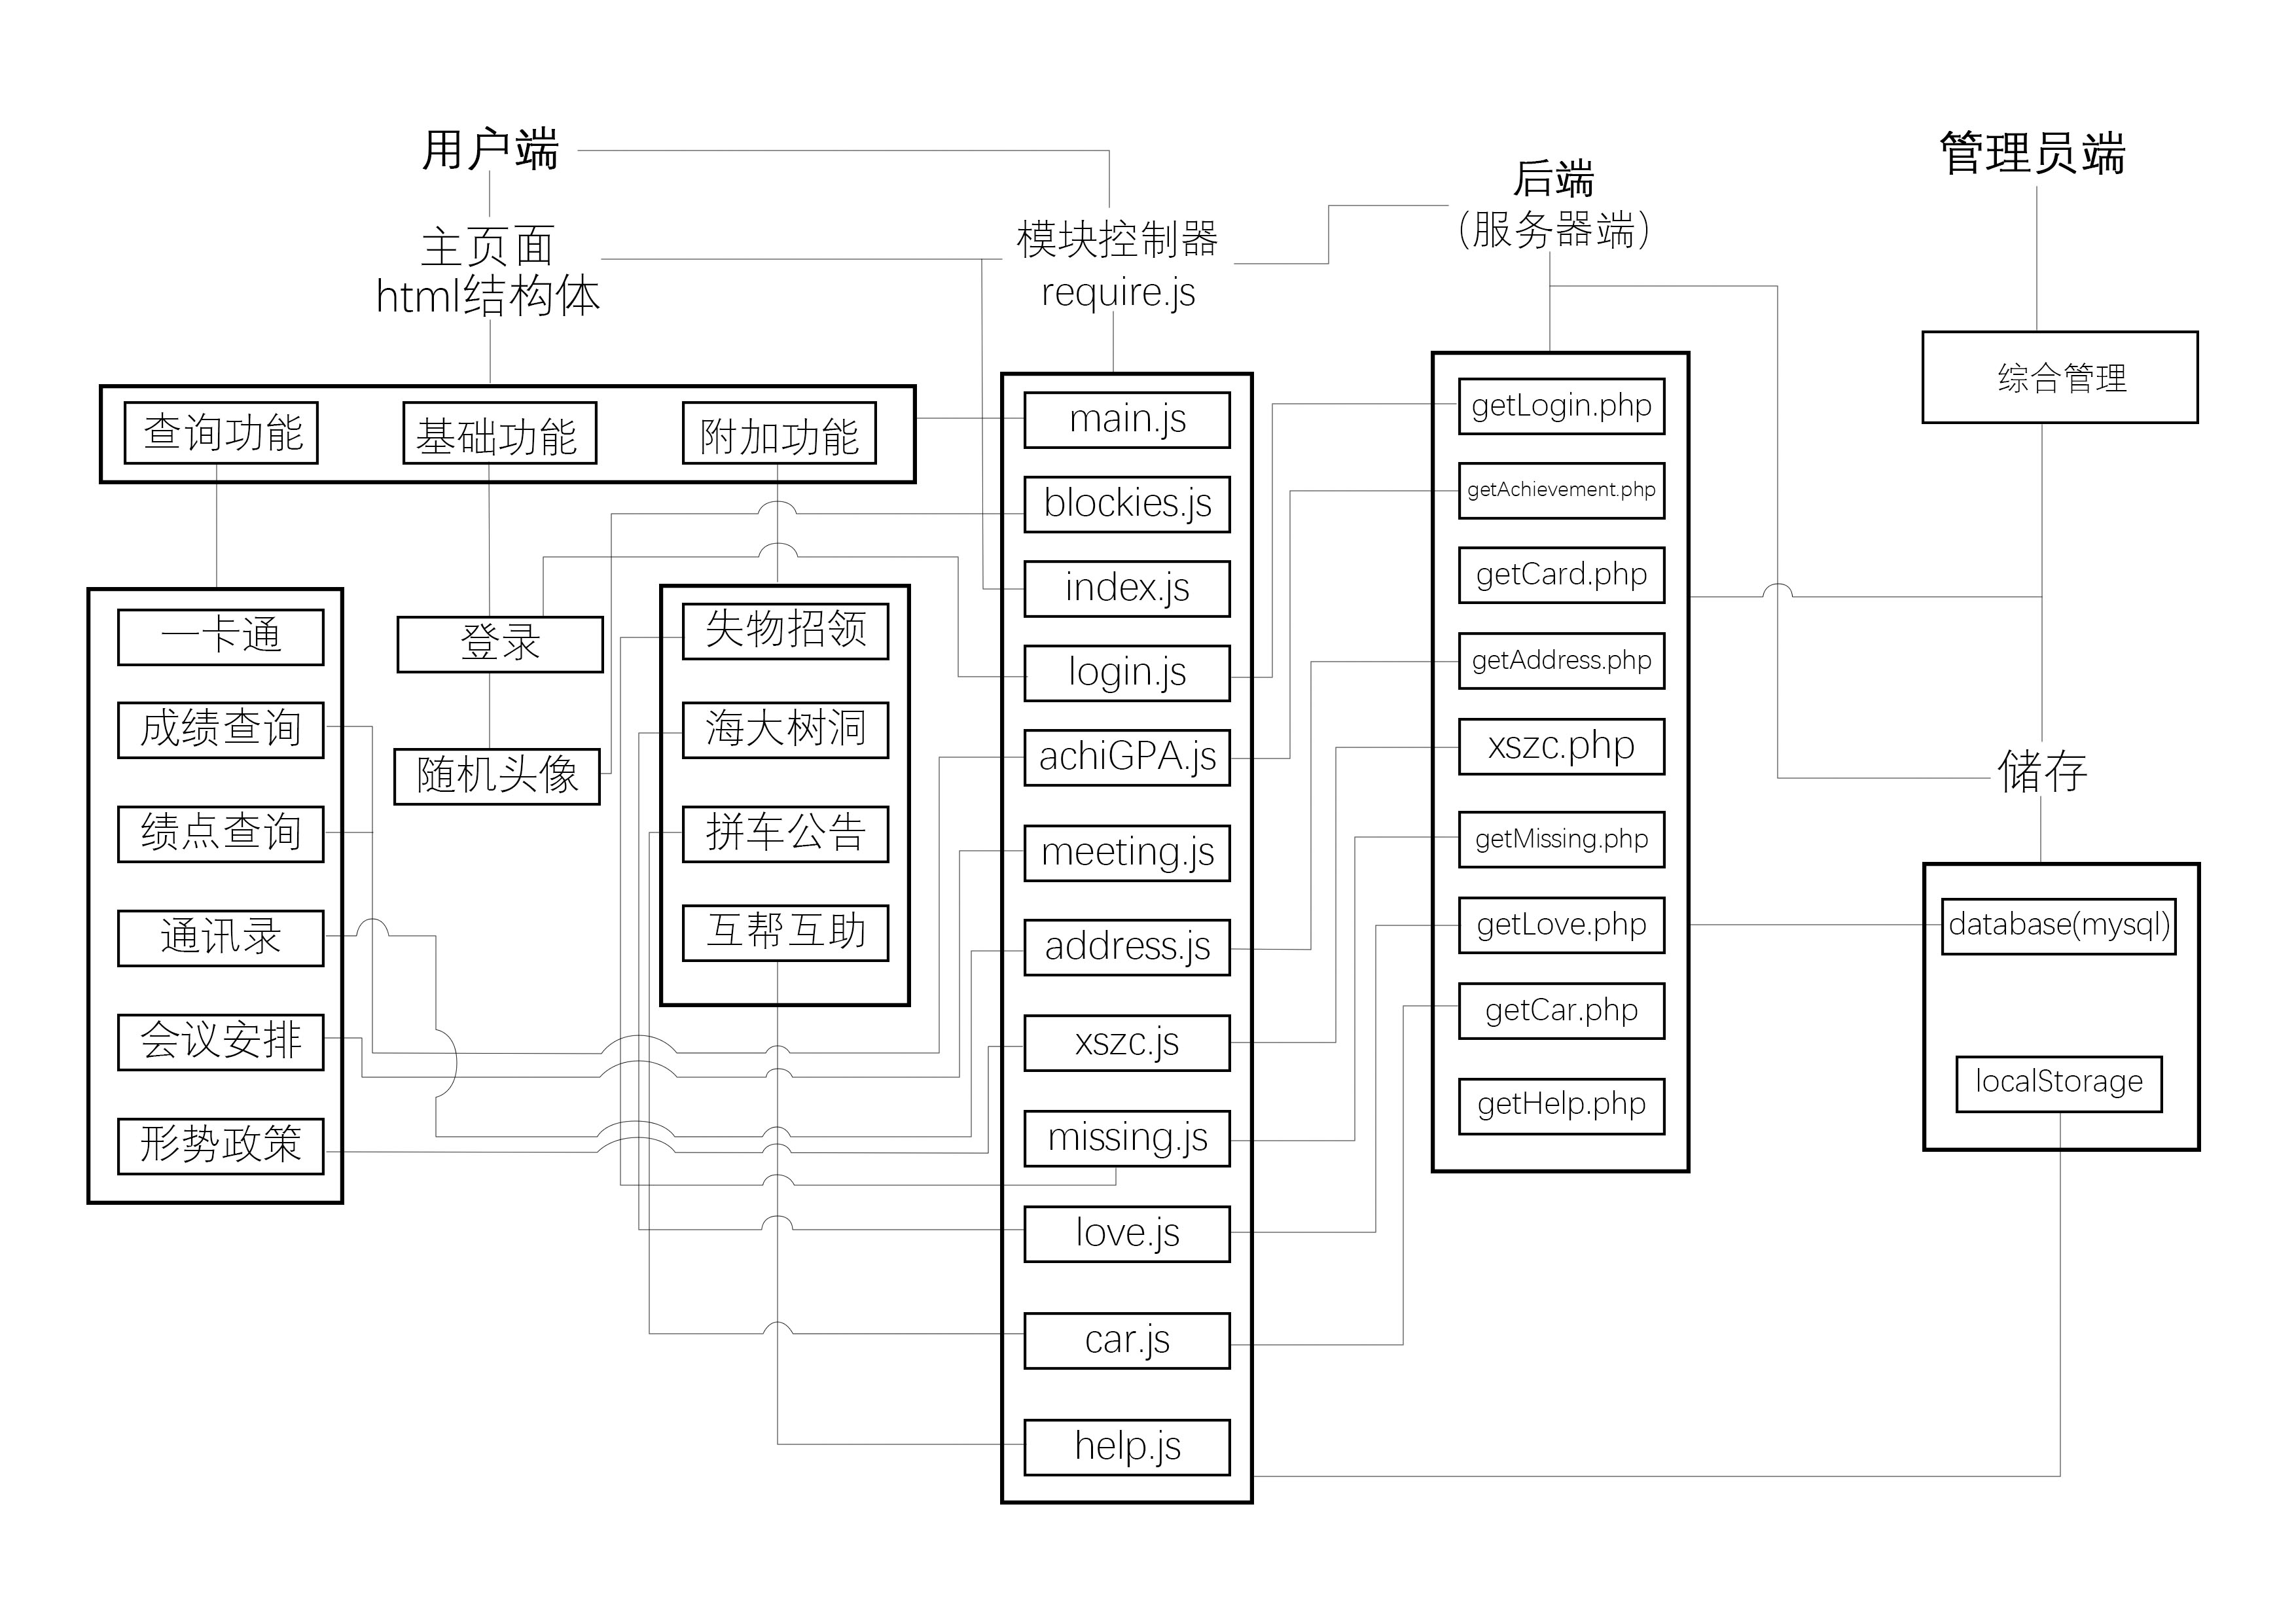 用户端
主页面
html结构体
模块控制器
require.js
后端
(服务器端)
管理员端
综合管理
查询功能
基础功能
附加功能
一卡通
成绩查询
绩点查询
通讯录
会议安排
形势政策
登录
随机头像
失物招领
海大树洞
拼车公告
互帮互助
main.js
blockies.js
index.js
login.js
achiGPA.js
meeting.js
address.js
xszc.js
missing.js
love.js
car.js
help.js
getLogin.php
getAchievement.php
getCard.php
getAddress.php
xszc.php
getMissing.php
getLove.php
getCar.php
getHelp.php
储存
database(mysql)
localStorage